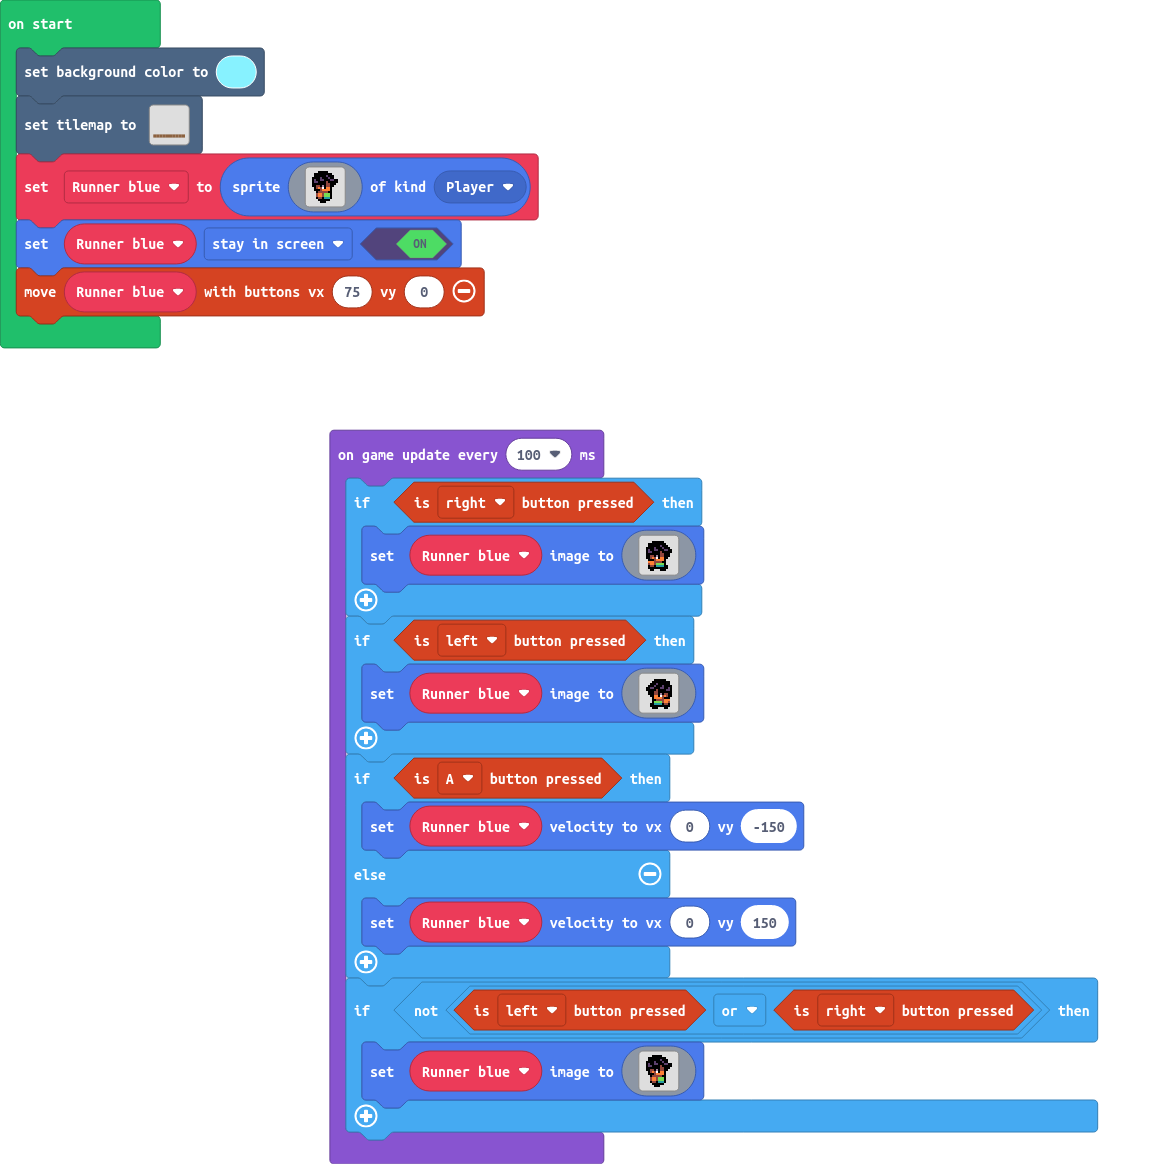 on start
set background color to
set tilemap to
set Runner blue to sprite of kind Player
set Runner blue stay in screen ON
move Runner blue with buttons vx 75 vy 0
on game update every 100 ms
if is right button pressed then
set Runner blue image to
if is left button pressed then
set Runner blue image to
if is A button pressed then
set Runner blue velocity to vx 0 vy -150
else
set Runner blue velocity to vx 0 vy 150
if not is left button pressed or is right button pressed then
set Runner blue image to